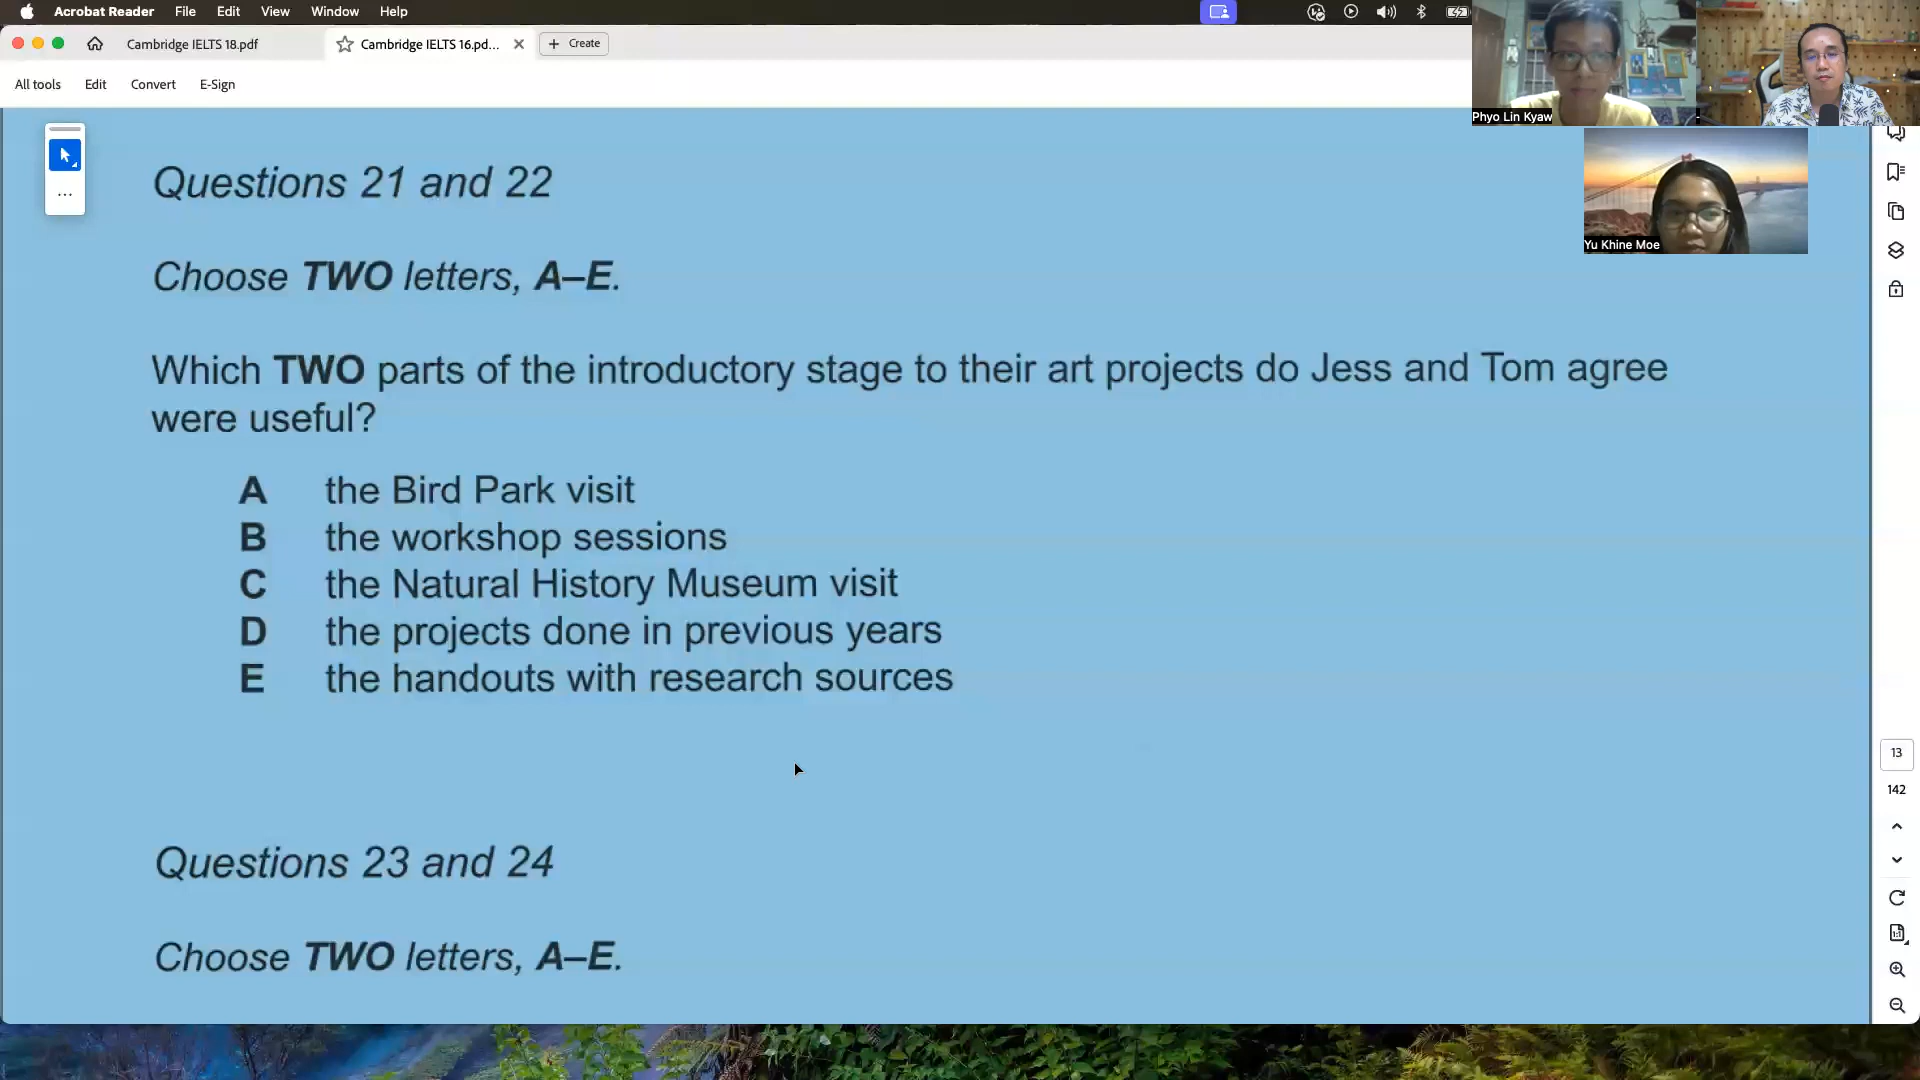 Acrobat Reader File Edit View Window Help
Cambridge IELTS 18.pdf Cambridge IELTS 16.pd... Create
All tools Edit Convert E-Sign
Phyo Lin Kyaw
Yu Khine Moe
Questions 21 and 22
Choose TWO letters, A–E.
Which TWO parts of the introductory stage to their art projects do Jess and Tom agree
were useful?
A the Bird Park visit
B the workshop sessions
C the Natural History Museum visit
D the projects done in previous years
E the handouts with research sources
13
142
Questions 23 and 24
Choose TWO letters, A–E.